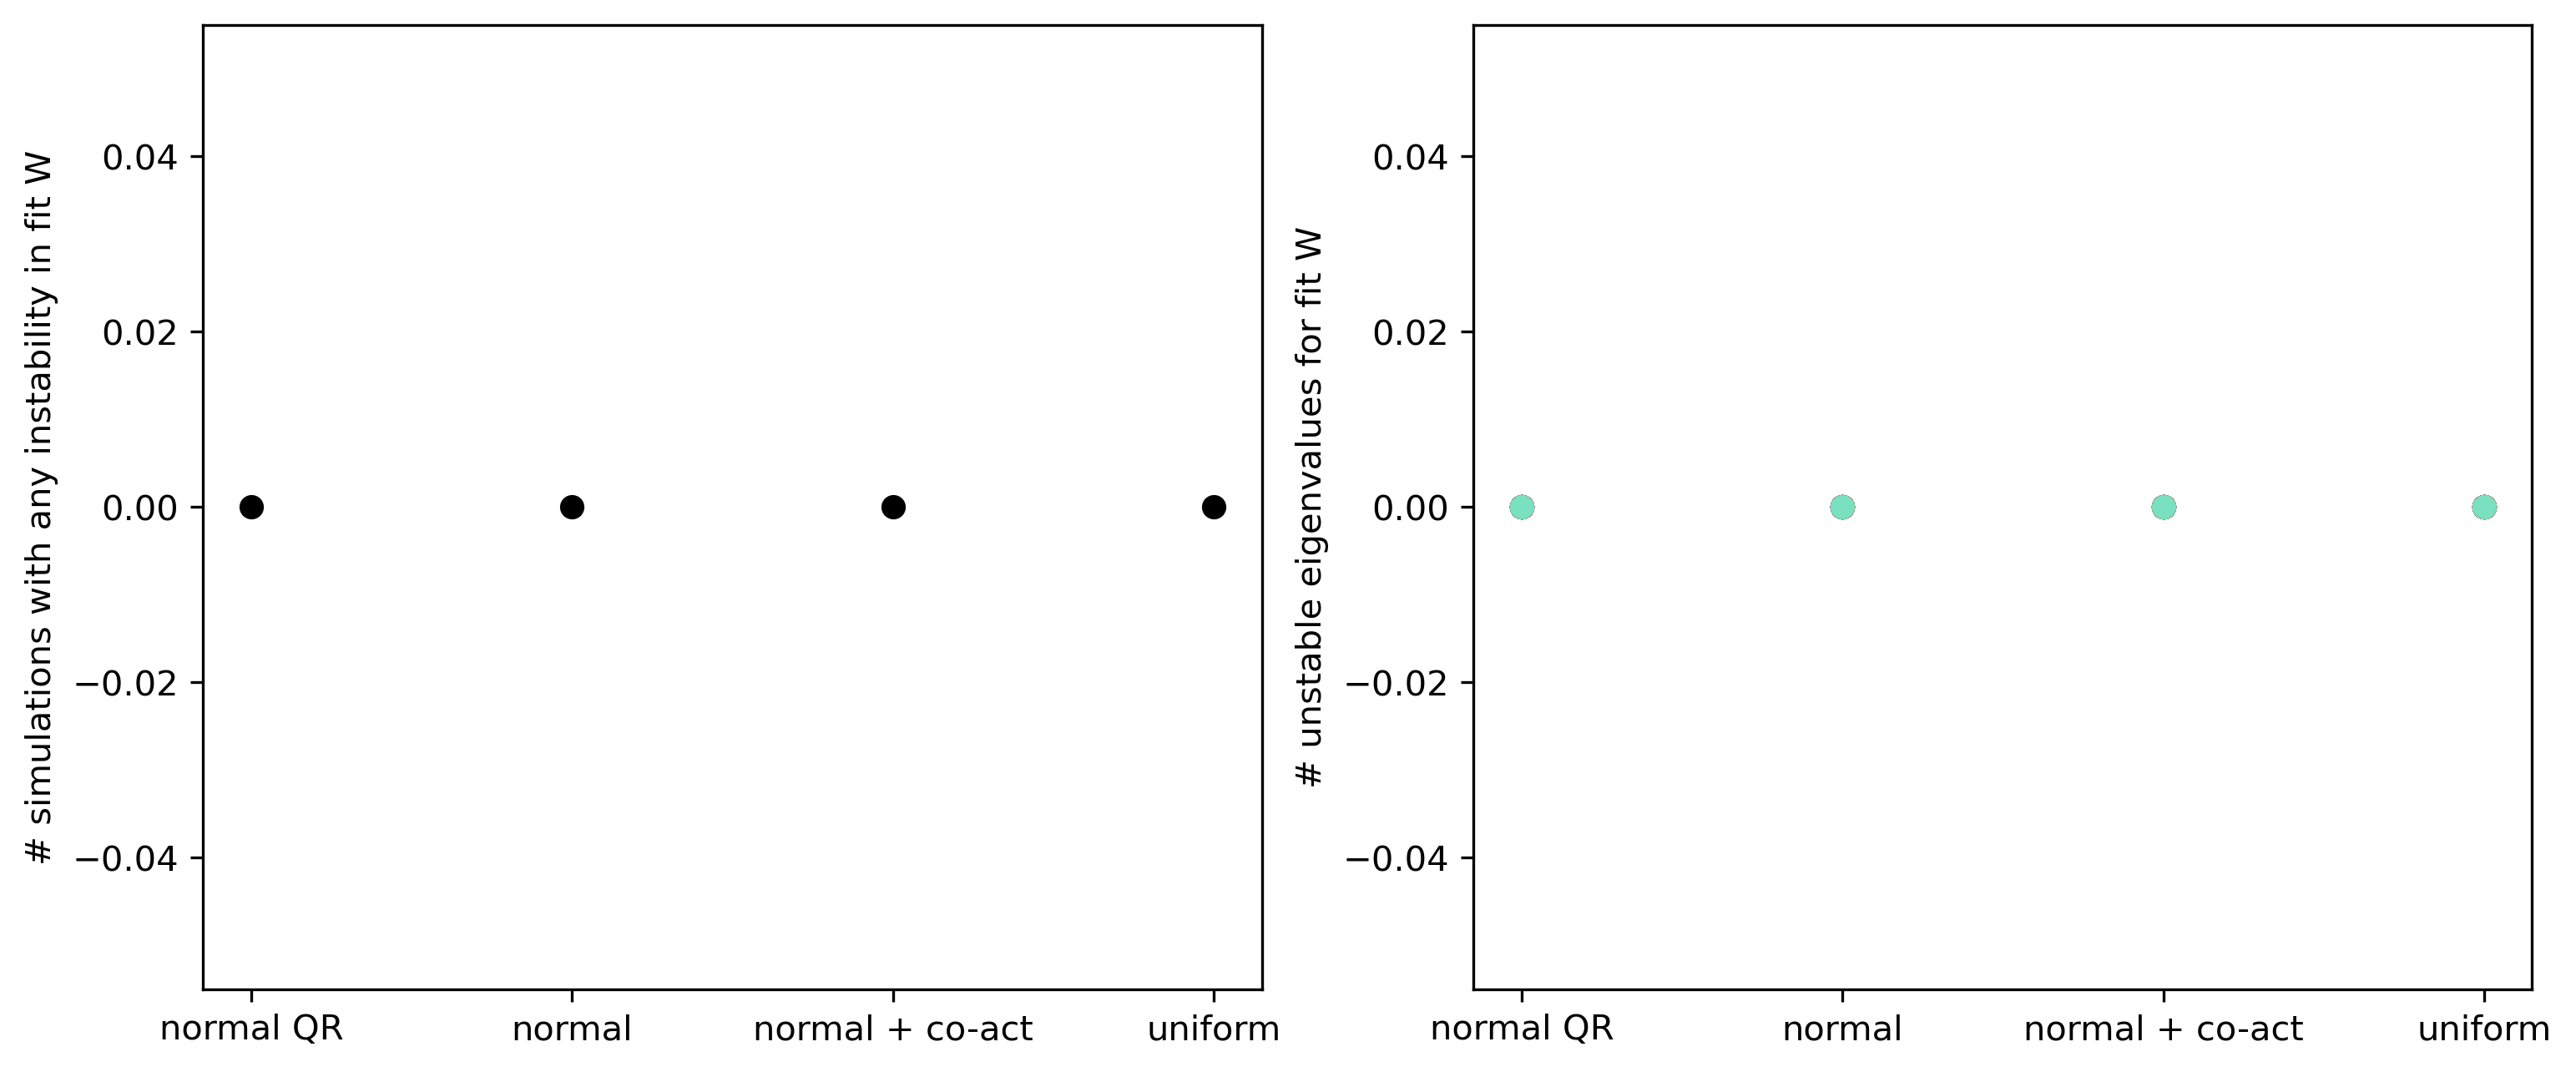 # simulations with any instability in fit W
0.04
0.02
0.00
−0.02
−0.04
normal QR
normal
normal + co-act
uniform
# unstable eigenvalues for fit W
0.04
0.02
0.00
−0.02
−0.04
normal QR
normal
normal + co-act
uniform